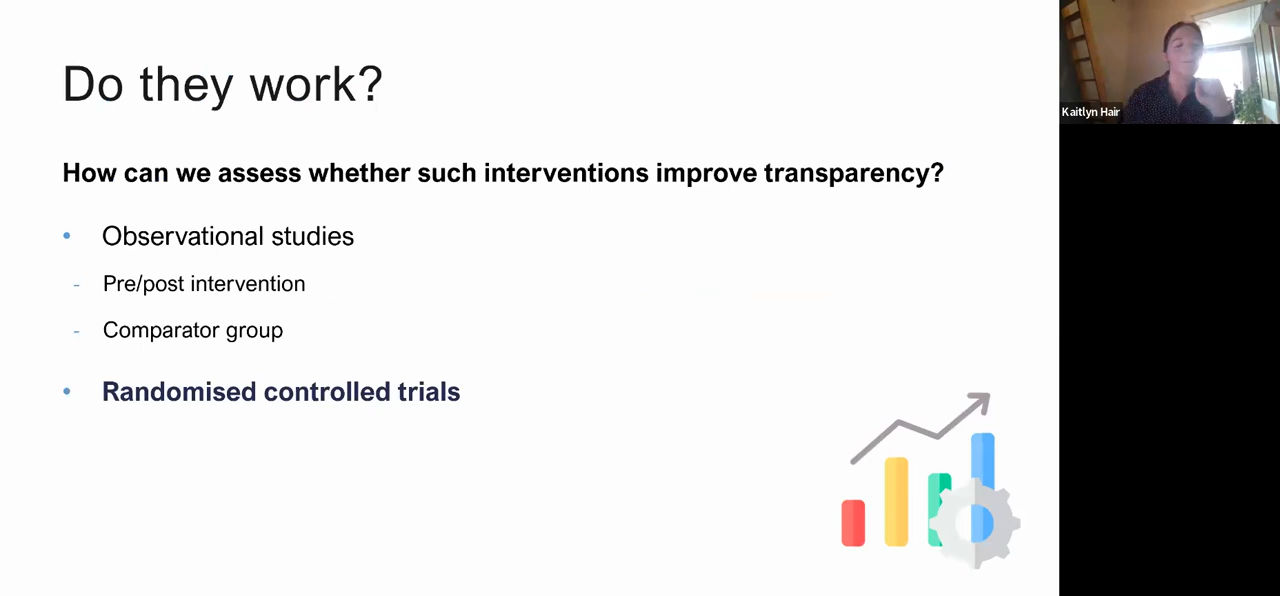 Do they work?
How can we assess whether such interventions improve transparency?
• Observational studies
- Pre/post intervention
- Comparator group
• Randomised controlled trials
Kaitlyn Hair